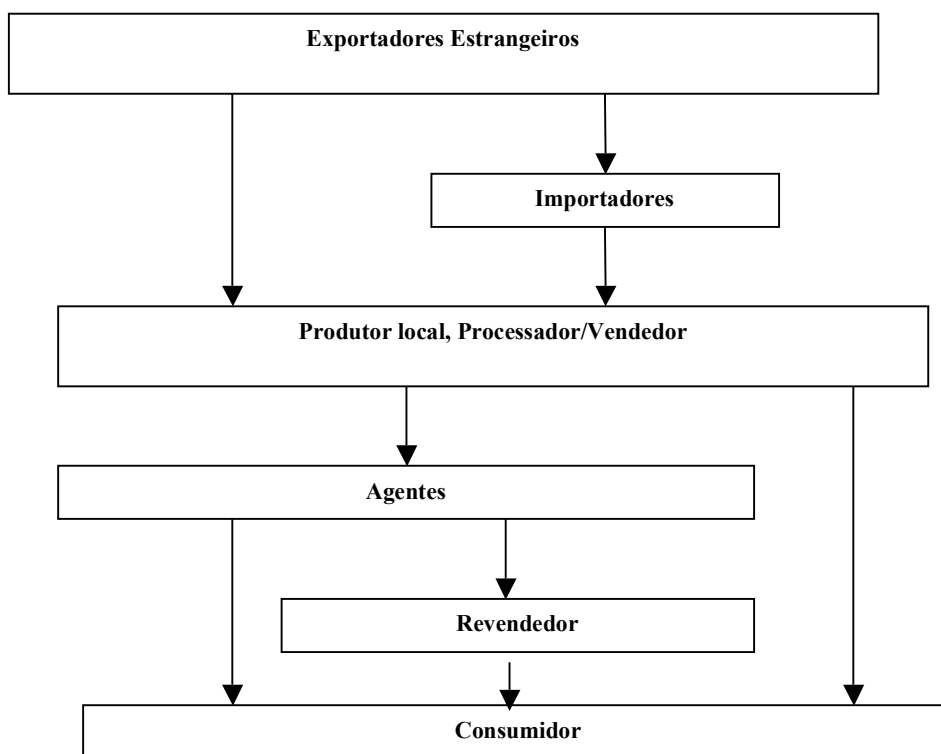 Exportadores Estrangeiros
Importadores
Produtor local, Processador/Vendedor
Agentes
Revendedor
Consumidor